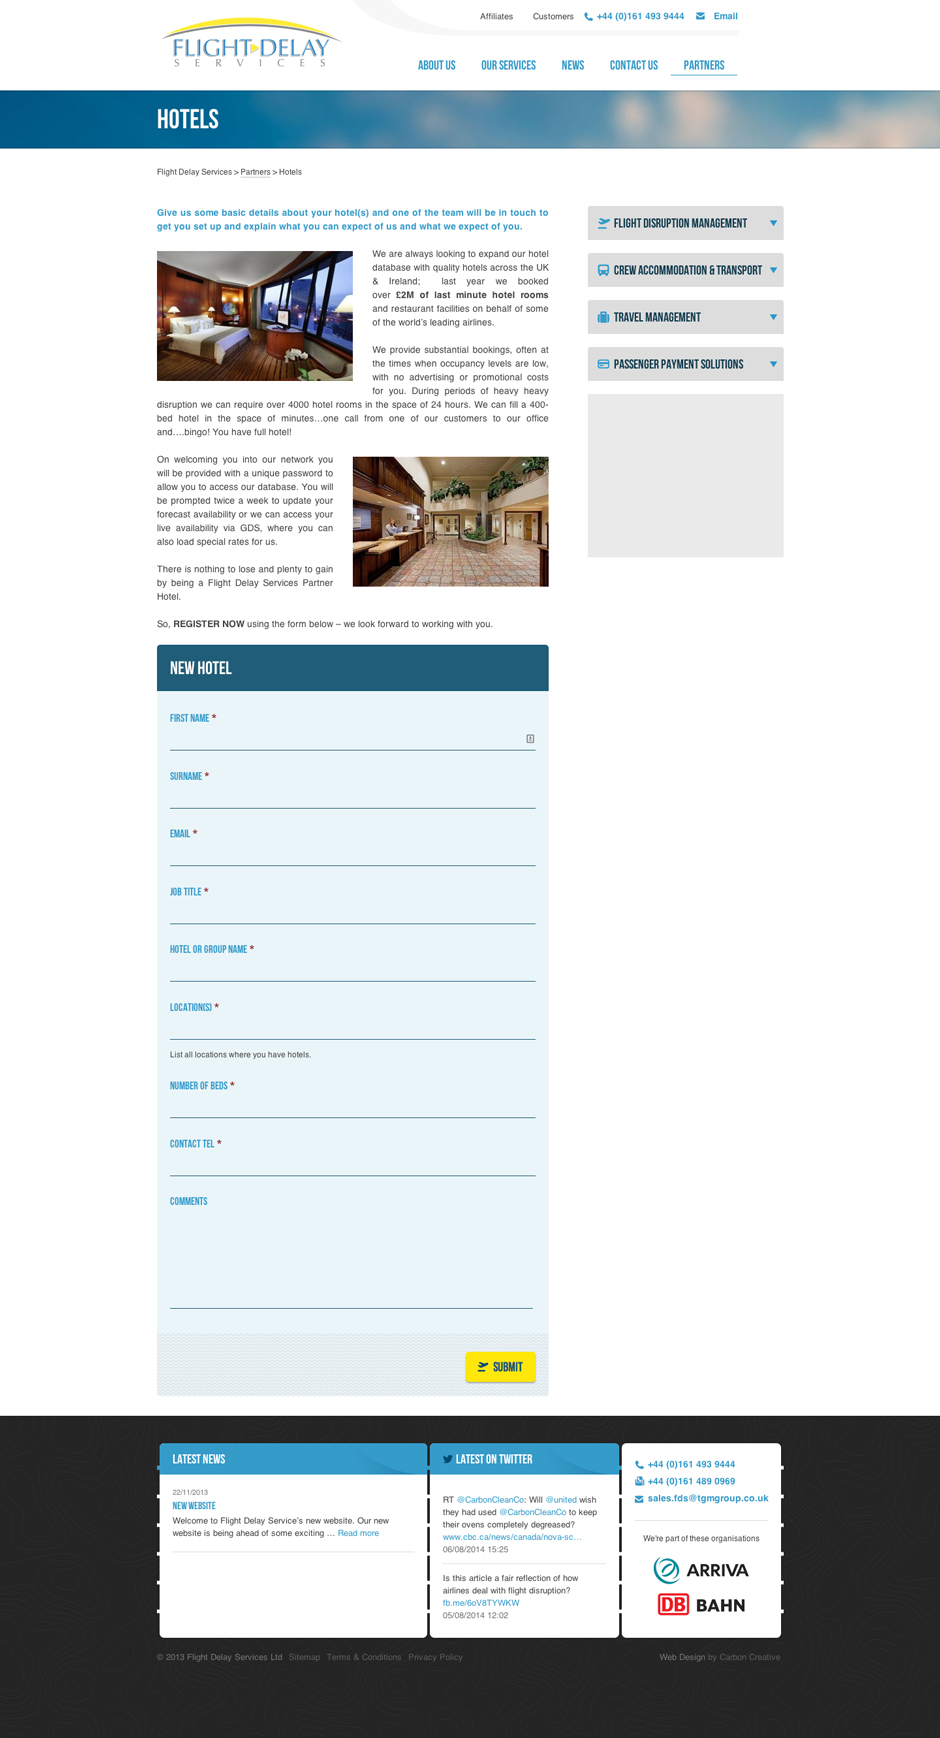 Affiliates Customers +44 (0)161 493 9444 Email
FLIGHT DELAY
SERVICES
ABOUT US OUR SERVICES NEWS CONTACT US PARTNERS
HOTELS
Flight Delay Services > Partners > Hotels
Give us some basic details about your hotel(s) and one of the team will be in touch to
get you set up and explain what you can expect of us and what we expect of you.
We are always looking to expand our hotel
database with quality hotels across the UK
& Ireland; last year we booked
over £2M of last minute hotel rooms
and restaurant facilities on behalf of some
of the world's leading airlines.
We provide substantial bookings, often at
the times when occupancy levels are low,
with no advertising or promotional costs
for you. During periods of heavy heavy
disruption we can require over 4000 hotel rooms in the space of 24 hours. We can fill a 400-
bed hotel in the space of minutes…one call from one of our customers to our office
and….bingo! You have full hotel!
On welcoming you into our network you
will be provided with a unique password to
allow you to access our database. You will
be prompted twice a week to update your
forecast availability or we can access your
live availability via GDS, where you can
also load special rates for us.
There is nothing to lose and plenty to gain
by being a Flight Delay Services Partner
Hotel.
So, REGISTER NOW using the form below – we look forward to working with you.
FLIGHT DISRUPTION MANAGEMENT
CREW ACCOMMODATION & TRANSPORT
TRAVEL MANAGEMENT
PASSENGER PAYMENT SOLUTIONS
NEW HOTEL
FIRST NAME *
SURNAME *
EMAIL *
JOB TITLE *
HOTEL OR GROUP NAME *
LOCATION(S) *
List all locations where you have hotels.
NUMBER OF BEDS *
CONTACT TEL *
COMMENTS
SUBMIT
LATEST NEWS
22/11/2013
NEW WEBSITE
Welcome to Flight Delay Service's new website. Our new
website is being ahead of some exciting … Read more
LATEST ON TWITTER
RT @CarbonCleanCo: Will @united wish
they had used @CarbonCleanCo to keep
their ovens completely degreased?
www.cbc.ca/news/canada/nova-sc…
06/08/2014 15:25
Is this article a fair reflection of how
airlines deal with flight disruption?
fb.me/6oV8TYWKW
05/08/2014 12:02
+44 (0)161 493 9444
+44 (0)161 489 0969
sales.fds@tgmgroup.co.uk
We're part of these organisations
ARRIVA
DB BAHN
© 2013 Flight Delay Services Ltd Sitemap Terms & Conditions Privacy Policy
Web Design by Carbon Creative